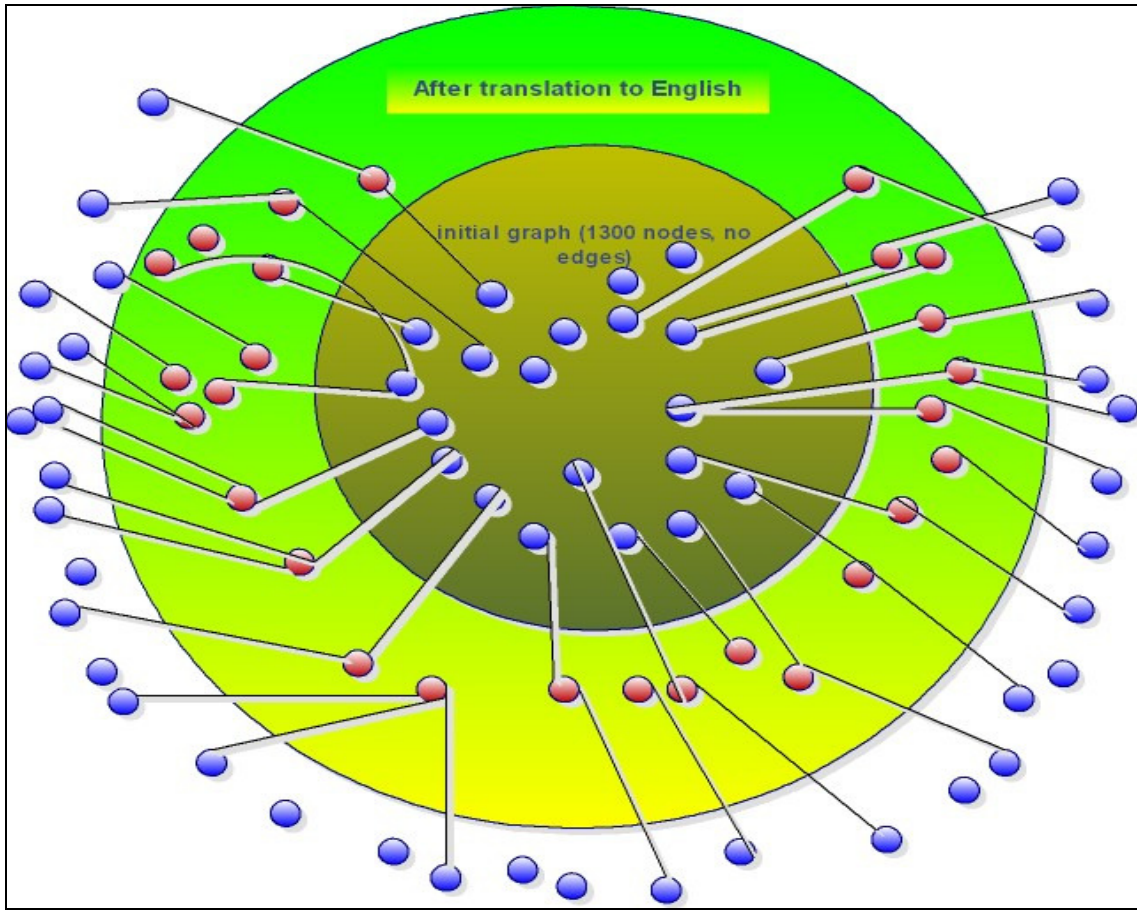 After translation to English
initial graph (1300 nodes, no
edges)